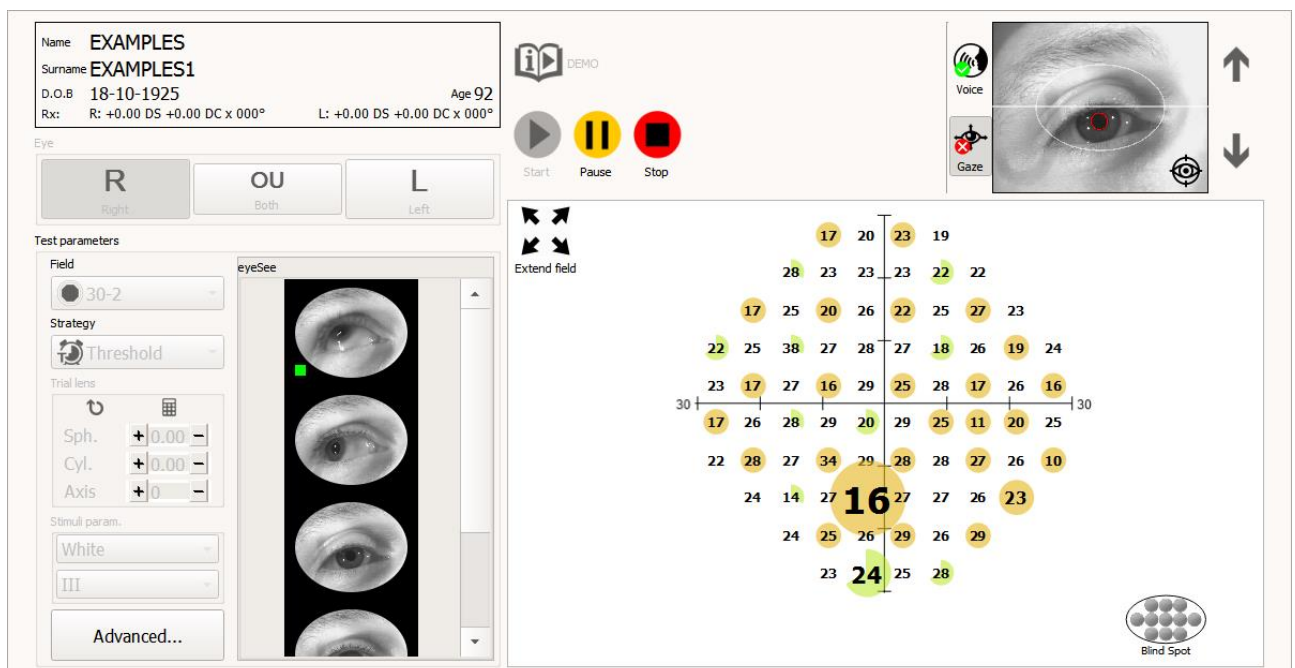 Name EXAMPLES
Surname EXAMPLES1
D.O.B 18-10-1925 Age 92
Rx: R: +0.00 DS +0.00 DC x 000° L: +0.00 DS +0.00 DC x 000°
Eye
R OU L
Right Both Left
Test parameters
Field
30-2
Strategy
T
Threshold
Trial lens
Sph. + 0.00 −
Cyl. + 0.00 −
Axis + 0 −
Stimuli param.
White
III
Advanced...
eyeSee
i DEMO
Start Pause Stop
Voice
Gaze
Extend field
17 20 23 19
28 23 23 23 22 22
17 25 20 26 22 25 27 23
22 25 38 27 28 27 18 26 19 24
23 17 27 16 29 25 28 17 26 16
30 30
17 26 28 29 20 29 25 11 20 25
22 28 27 34 29 28 28 27 26 10
24 14 27 16 27 27 26 23
24 25 26 29 26 29
23 24 25 28
Blind Spot